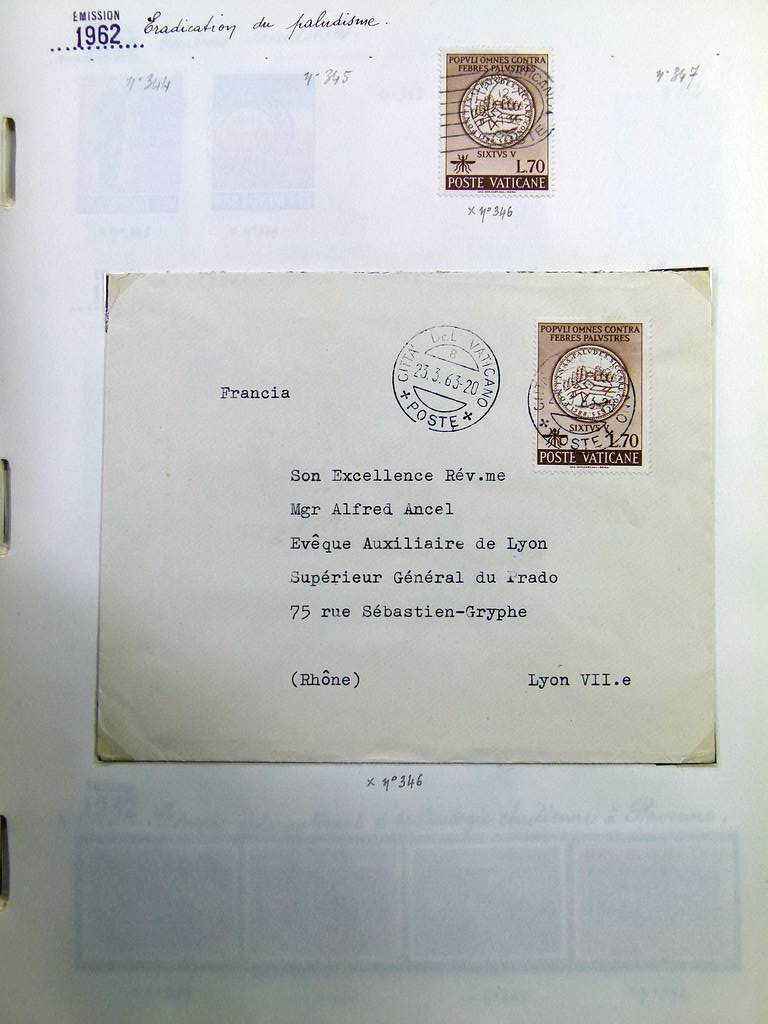 EMISSION
1962 Eradication du paludisme.
n° 344
n° 345
n° 347
POPVLI OMNES CONTRA
FEBRES PALVSTRES
SIXTVS V
L.70
POSTE VATICANE
x n° 346
CITTA' DEL VATICANO
B
23.3.63-20
POSTE
POPVLI OMNES CONTRA
FEBRES PALVSTRES
SIXTVS V
L.70
POSTE VATICANE
Francia
Son Excellence Rév.me
Mgr Alfred Ancel
Evêque Auxiliaire de Lyon
Supérieur Général du Prado
75 rue Sébastien-Gryphe
(Rhône) Lyon VII.e
x n° 346